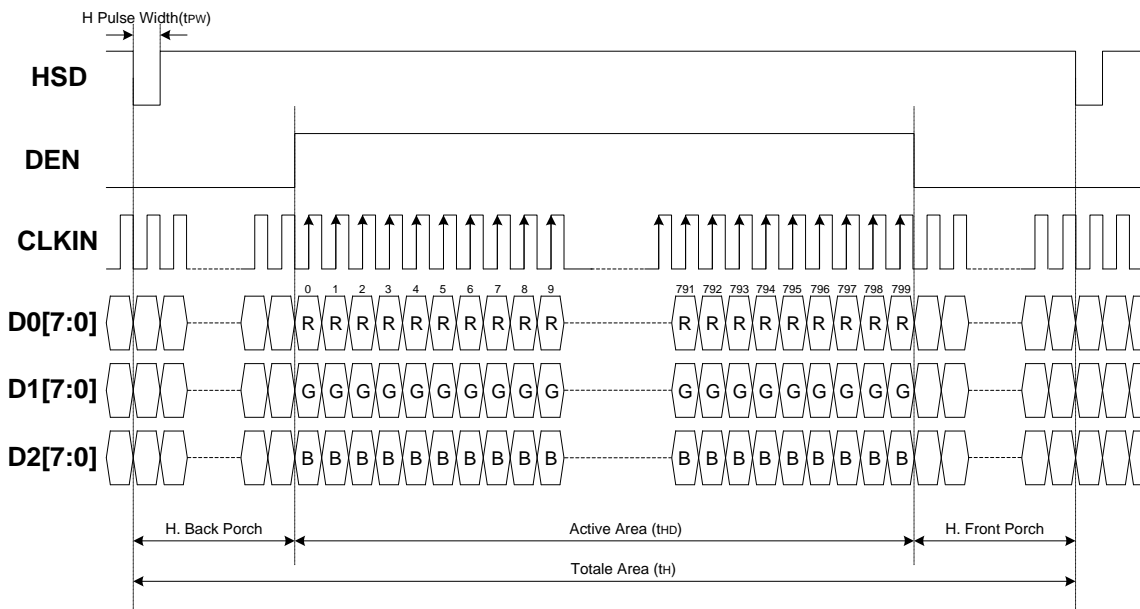 H Pulse Width(tPW)
HSD
DEN
CLKIN
0 1 2 3 4 5 6 7 8 9 791 792 793 794 795 796 797 798 799
D0[7:0] R R R R R R R R R R R R R R R R R R R
D1[7:0] G G G G G G G G G G G G G G G G G G G
D2[7:0] B B B B B B B B B B B B B B B B B B B
H. Back Porch Active Area (tHD) H. Front Porch
Totale Area (tH)